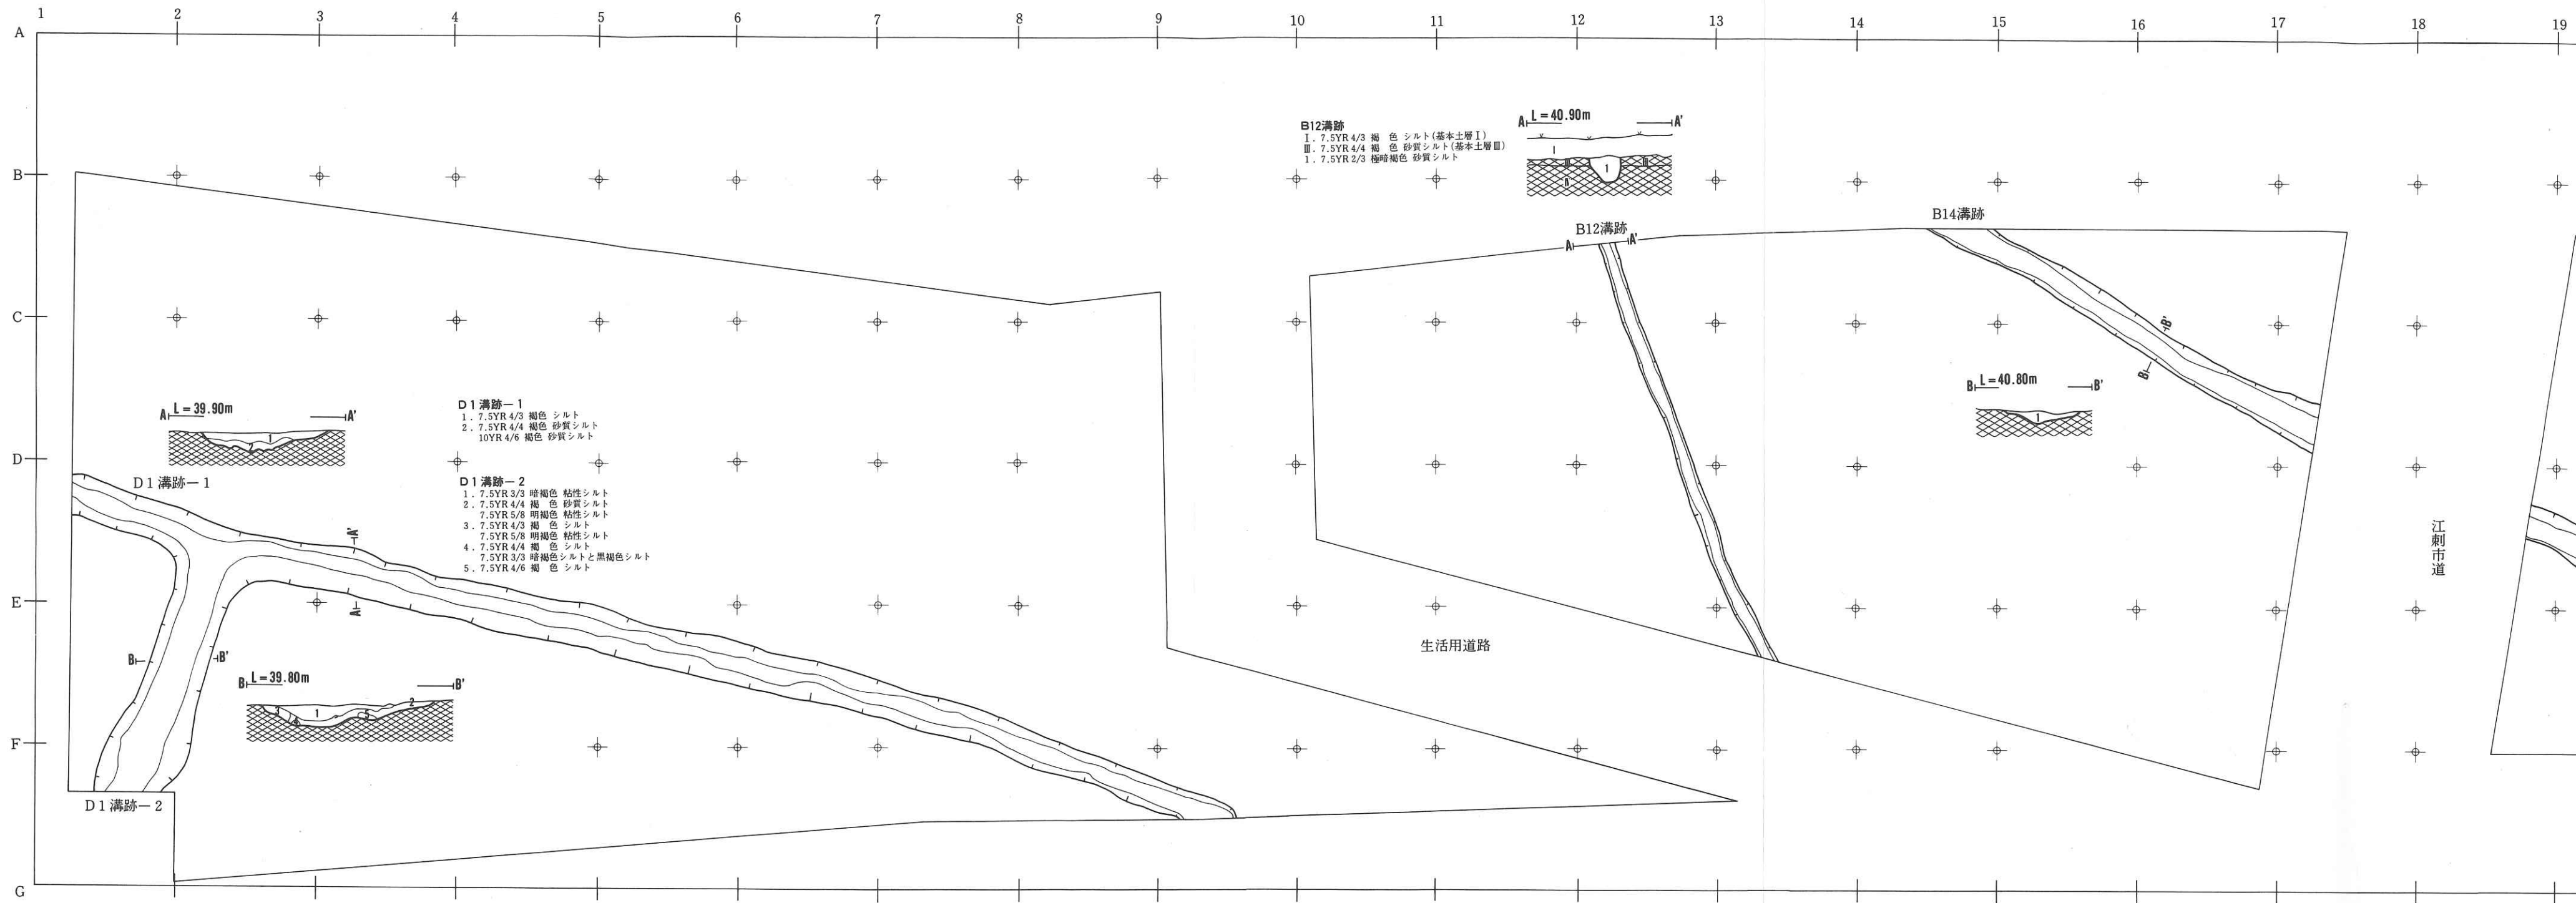 1 2 3 4 5 6 7 8 9 10 11 12 13 14 15 16 17 18 19
A
B12溝跡
Ⅰ. 7.5YR 4/3 褐 色 シルト(基本土層Ⅰ)
Ⅲ. 7.5YR 4/4 褐 色 砂質シルト(基本土層Ⅲ)
1. 7.5YR 2/3 極暗褐色 砂質シルト
A L=40.90m A'
Ⅰ
Ⅲ 1 Ⅲ
B
B14溝跡
B12溝跡
A A'
C
B'
B
B L=40.80m B'
1
A L=39.90m A'
1
2
D1溝跡－1
1. 7.5YR 4/3 褐色 シルト
2. 7.5YR 4/4 褐色 砂質シルト
10YR 4/6 褐色 砂質シルト
D
D1溝跡－1
D1溝跡－2
1. 7.5YR 3/3 暗褐色 粘性シルト
2. 7.5YR 4/4 褐 色 砂質シルト
7.5YR 5/8 明褐色 粘性シルト
3. 7.5YR 4/3 褐 色 シルト
7.5YR 5/8 明褐色 粘性シルト
4. 7.5YR 4/4 褐 色 シルト
7.5YR 3/3 暗褐色シルトと黒褐色シルト
5. 7.5YR 4/6 褐 色 シルト
A'
A
江刺市道
E
生活用道路
B B'
B L=39.80m B'
3 4 1 5 2
F
D1溝跡－2
G